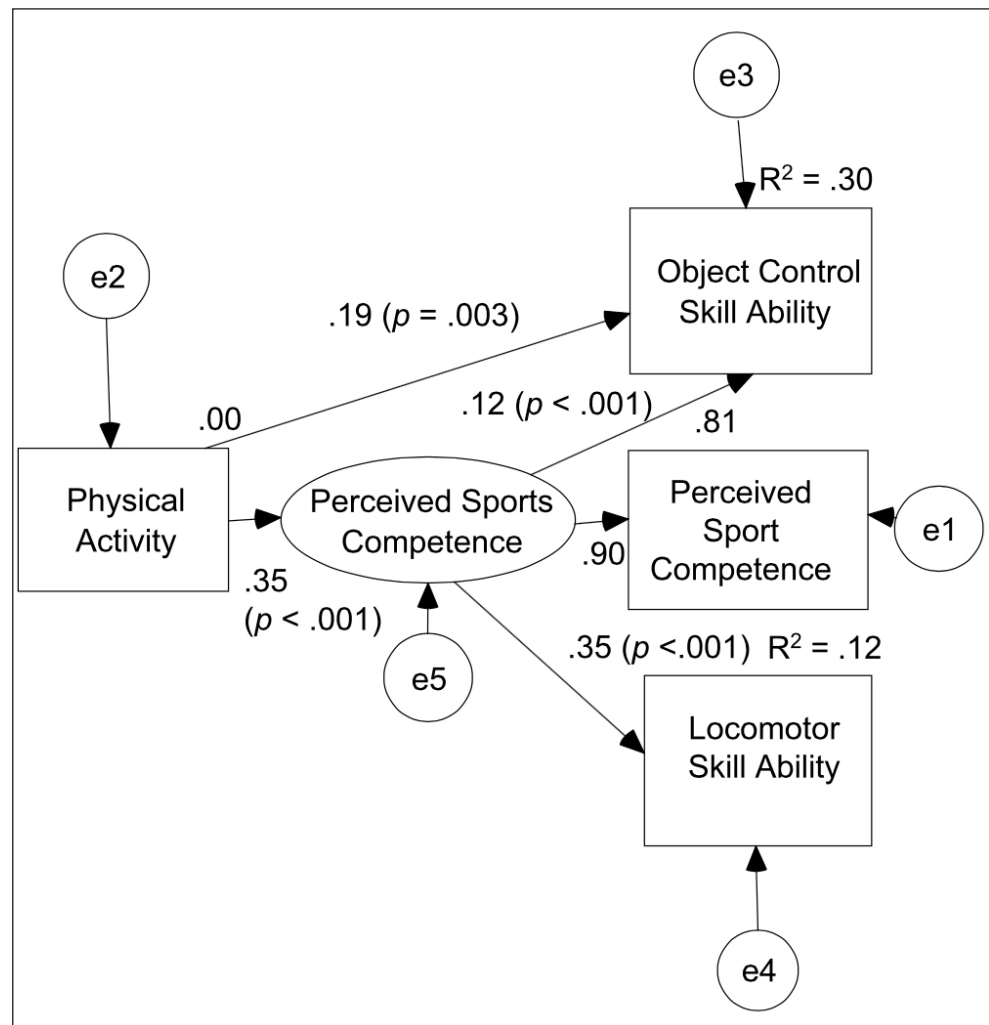 e3
R² = .30
Object Control
Skill Ability
e2
.19 (p = .003)
.12 (p < .001)
.00
.81
Physical
Activity
Perceived Sports
Competence
Perceived
Sport
Competence
e1
.90
.35
(p < .001)
.35 (p <.001) R² = .12
e5
Locomotor
Skill Ability
e4